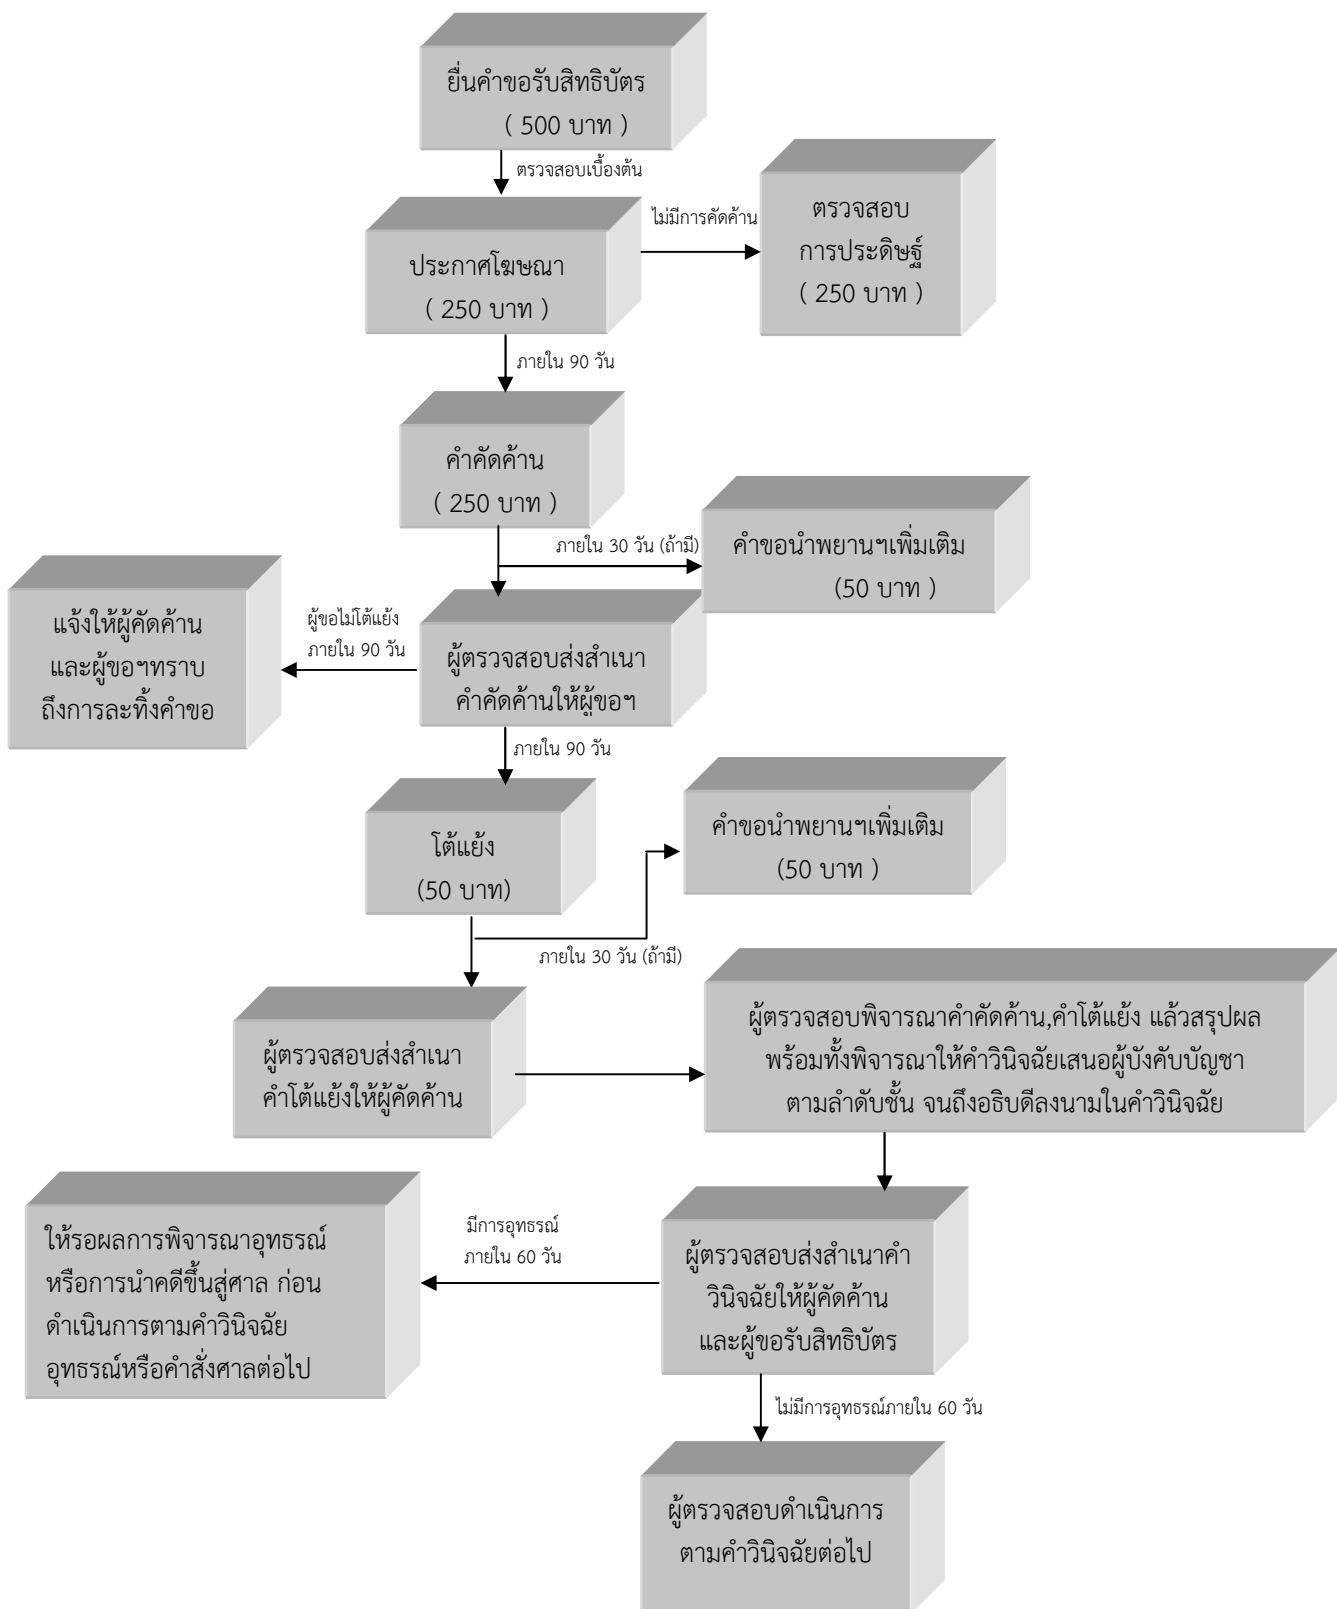 ยื่นคำขอรับสิทธิบัตร
( 500 บาท )
ตรวจสอบเบื้องต้น
ประกาศโฆษณา
( 250 บาท )
ไม่มีการคัดค้าน
ตรวจสอบ
การประดิษฐ์
( 250 บาท )
ภายใน 90 วัน
คำคัดค้าน
( 250 บาท )
ภายใน 30 วัน (ถ้ามี)
คำขอนำพยานฯเพิ่มเติม
(50 บาท )
ผู้ตรวจสอบส่งสำเนา
คำคัดค้านให้ผู้ขอฯ
ผู้ขอไม่โต้แย้ง
ภายใน 90 วัน
แจ้งให้ผู้คัดค้าน
และผู้ขอฯทราบ
ถึงการละทิ้งคำขอ
ภายใน 90 วัน
โต้แย้ง
(50 บาท)
คำขอนำพยานฯเพิ่มเติม
(50 บาท )
ภายใน 30 วัน (ถ้ามี)
ผู้ตรวจสอบส่งสำเนา
คำโต้แย้งให้ผู้คัดค้าน
ผู้ตรวจสอบพิจารณาคำคัดค้าน,คำโต้แย้ง แล้วสรุปผล
พร้อมทั้งพิจารณาให้คำวินิจฉัยเสนอผู้บังคับบัญชา
ตามลำดับชั้น จนถึงอธิบดีลงนามในคำวินิจฉัย
ผู้ตรวจสอบส่งสำเนาคำ
วินิจฉัยให้ผู้คัดค้าน
และผู้ขอรับสิทธิบัตร
มีการอุทธรณ์
ภายใน 60 วัน
ให้รอผลการพิจารณาอุทธรณ์
หรือการนำคดีขึ้นสู่ศาล ก่อน
ดำเนินการตามคำวินิจฉัย
อุทธรณ์หรือคำสั่งศาลต่อไป
ไม่มีการอุทธรณ์ภายใน 60 วัน
ผู้ตรวจสอบดำเนินการ
ตามคำวินิจฉัยต่อไป